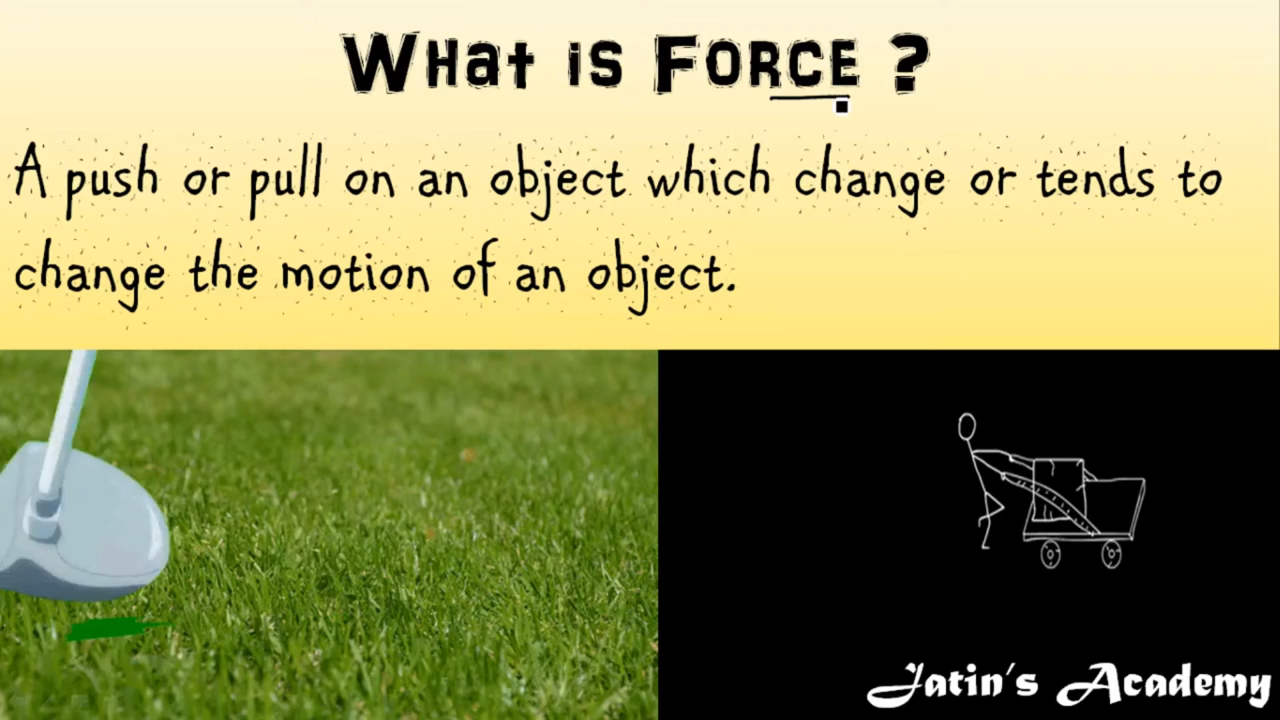 What is Force ?
A push or pull on an object which change or tends to
change the motion of an object.
Jatin's Academy